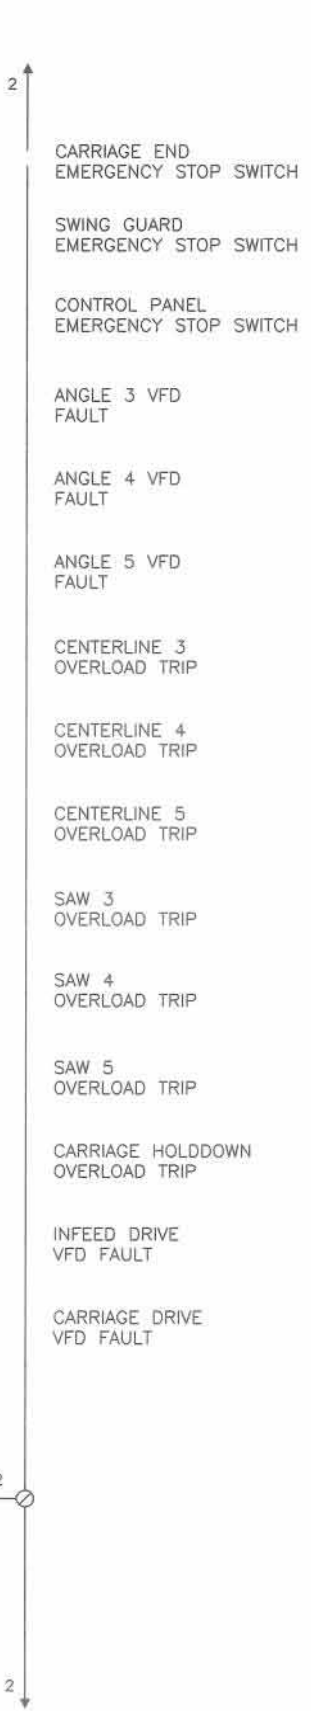 2
CARRIAGE END
EMERGENCY STOP SWITCH
SWING GUARD
EMERGENCY STOP SWITCH
CONTROL PANEL
EMERGENCY STOP SWITCH
ANGLE 3 VFD
FAULT
ANGLE 4 VFD
FAULT
ANGLE 5 VFD
FAULT
CENTERLINE 3
OVERLOAD TRIP
CENTERLINE 4
OVERLOAD TRIP
CENTERLINE 5
OVERLOAD TRIP
SAW 3
OVERLOAD TRIP
SAW 4
OVERLOAD TRIP
SAW 5
OVERLOAD TRIP
CARRIAGE HOLDDOWN
OVERLOAD TRIP
INFEED DRIVE
VFD FAULT
CARRIAGE DRIVE
VFD FAULT
2
2